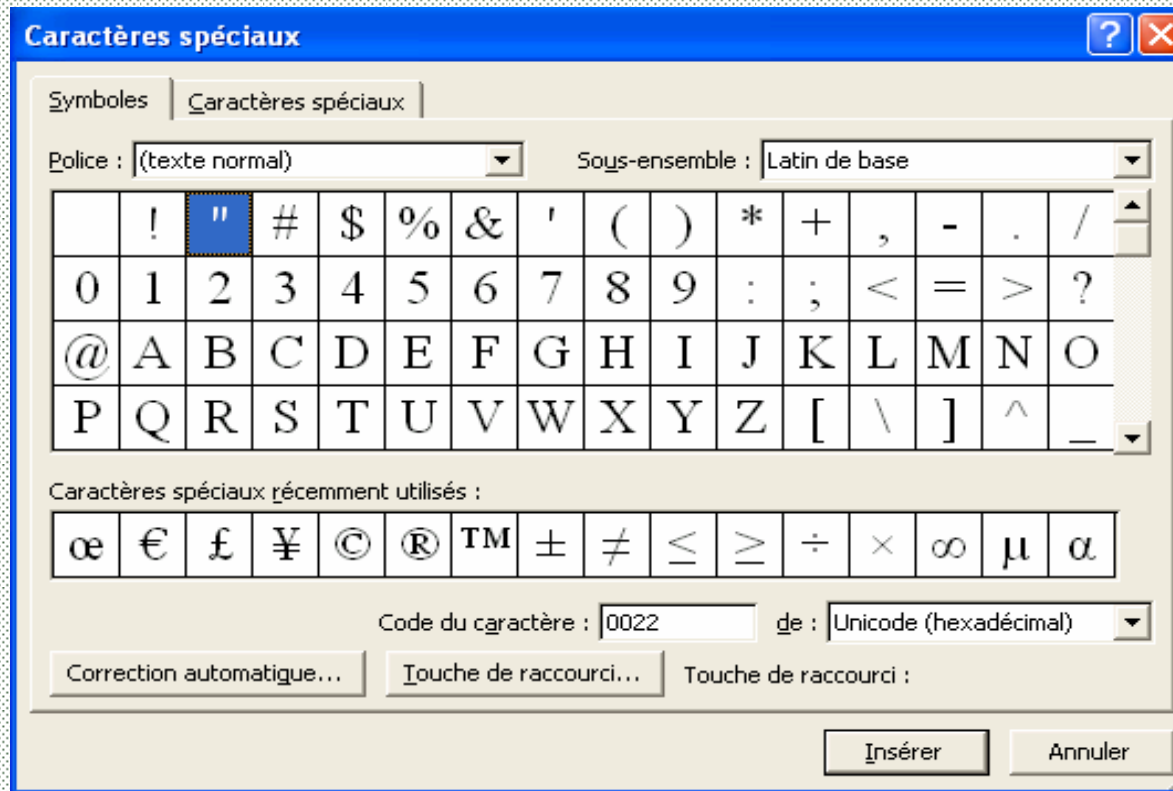 Caractères spéciaux ?
Symboles Caractères spéciaux
Police : (texte normal) Sous-ensemble : Latin de base
! " # $ % & ' ( ) * + , - . /
0 1 2 3 4 5 6 7 8 9 : ; < = > ?
@ A B C D E F G H I J K L M N O
P Q R S T U V W X Y Z [ \ ] ^ _
Caractères spéciaux récemment utilisés :
œ € £ ¥ © ® ™ ± ≠ ≤ ≥ ÷ × ∞ µ α
Code du caractère : 0022 de : Unicode (hexadécimal)
Correction automatique... Touche de raccourci... Touche de raccourci :
Insérer Annuler